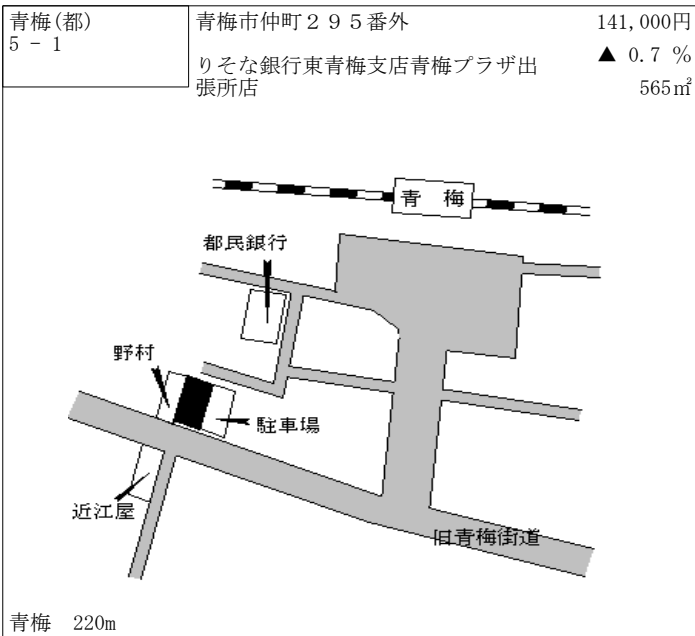 青梅(都)
5 - 1
青梅市仲町２９５番外
141,000円
▲ 0.7 %
りそな銀行東青梅支店青梅プラザ出
張所店
565㎡
青 梅
都民銀行
野村
駐車場
近江屋
旧青梅街道
青梅 220m